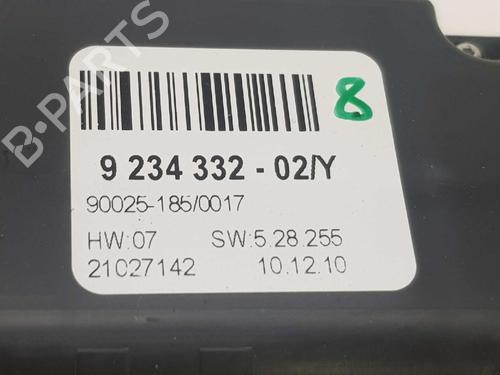 B-PARTS
8
9 234 332 - 02/Y
90025-185/0017
HW:07 SW:5.28.255
21027142 10.12.10